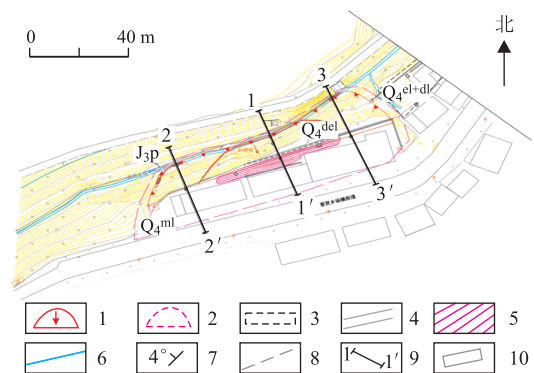 0 40 m
北
3
Q₄ᵉˡ⁺ᵈˡ
1
Q₄ᵈᵉˡ
2
J₃p
3′
1′
Q₄ᵐˡ
2′
1 2 3 4 5
6 4° 7 8 1 1′ 9 10